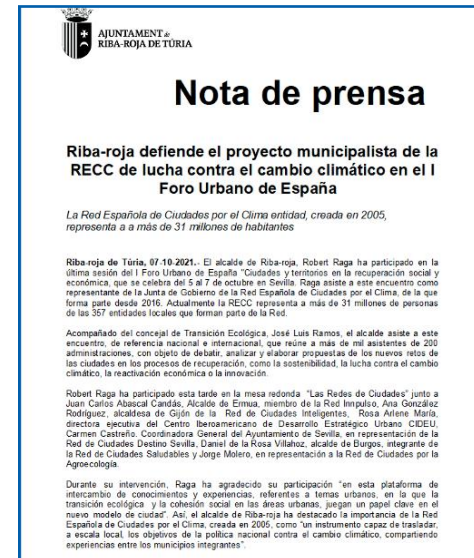 AJUNTAMENT de
RIBA-ROJA DE TÚRIA
Nota de prensa
Riba-roja defiende el proyecto municipalista de la
RECC de lucha contra el cambio climático en el I
Foro Urbano de España
La Red Española de Ciudades por el Clima entidad, creada en 2005,
representa a a más de 31 millones de habitantes
Riba-roja de Túria, 07-10-2021.- El alcalde de Riba-roja, Robert Raga ha participado en la
última sesión del I Foro Urbano de España "Ciudades y territorios en la recuperación social y
económica, que se celebra del 5 al 7 de octubre en Sevilla. Raga asiste a este encuentro como
representante de la Junta de Gobierno de la Red Española de Ciudades por el Clima, de la que
forma parte desde 2016. Actualmente la RECC representa a más de 31 millones de personas
de las 357 entidades locales que forman parte de la Red.
Acompañado del concejal de Transición Ecológica, José Luis Ramos, el alcalde asiste a este
encuentro, de referencia nacional e internacional, que reúne a más de mil asistentes de 200
administraciones, con objeto de debatir, analizar y elaborar propuestas de los nuevos retos de
las ciudades en los procesos de recuperación, como la sostenibilidad, la lucha contra el cambio
climático, la reactivación económica o la innovación.
Robert Raga ha participado esta tarde en la mesa redonda "Las Redes de Ciudades" junto a
Juan Carlos Abascal Candás, Alcalde de Ermua, miembro de la Red Innpulso, Ana González
Rodríguez, alcaldesa de Gijón de la Red de Ciudades Inteligentes, Rosa Arlene María,
directora ejecutiva del Centro Iberoamericano de Desarrollo Estratégico Urbano CIDEU,
Carmen Castreño. Coordinadora General del Ayuntamiento de Sevilla, en representación de la
Red de Ciudades Destino Sevilla, Daniel de la Rosa Villahoz, alcalde de Burgos, integrante de
la Red de Ciudades Saludables y Jorge Molero, en representación a la Red de Ciudades por la
Agroecología.
Durante su intervención, Raga ha agradecido su participación "en esta plataforma de
intercambio de conocimientos y experiencias, referentes a temas urbanos, en la que la
transición ecológica y la cohesión social en las áreas urbanas, juegan un papel clave en el
nuevo modelo de ciudad". Así, el alcalde de Riba-roja ha destacado la importancia de la Red
Española de Ciudades por el Clima, creada en 2005, como "un instrumento capaz de trasladar,
a escala local, los objetivos de la política nacional contra el cambio climático, compartiendo
experiencias entre los municipios integrantes".